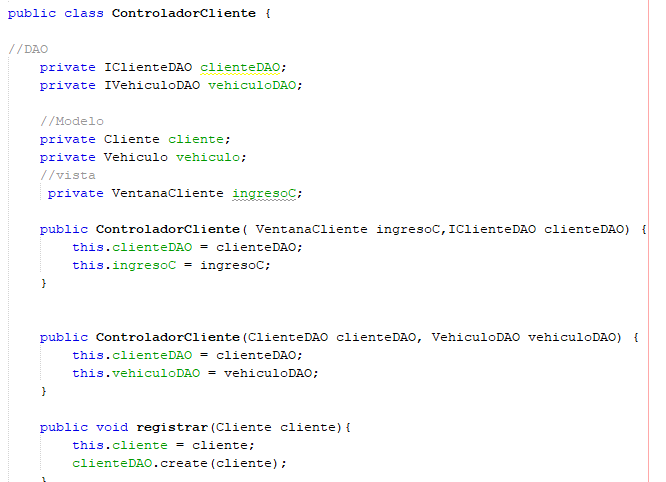 public class ControladorCliente {
//DAO
private IClienteDAO clienteDAO;
private IVehiculoDAO vehiculoDAO;
//Modelo
private Cliente cliente;
private Vehiculo vehiculo;
//vista
private VentanaCliente ingresoC;
public ControladorCliente( VentanaCliente ingresoC,IClienteDAO clienteDAO) {
this.clienteDAO = clienteDAO;
this.ingresoC = ingresoC;
}
public ControladorCliente(ClienteDAO clienteDAO, VehiculoDAO vehiculoDAO) {
this.clienteDAO = clienteDAO;
this.vehiculoDAO = vehiculoDAO;
}
public void registrar(Cliente cliente){
this.cliente = cliente;
clienteDAO.create(cliente);
}